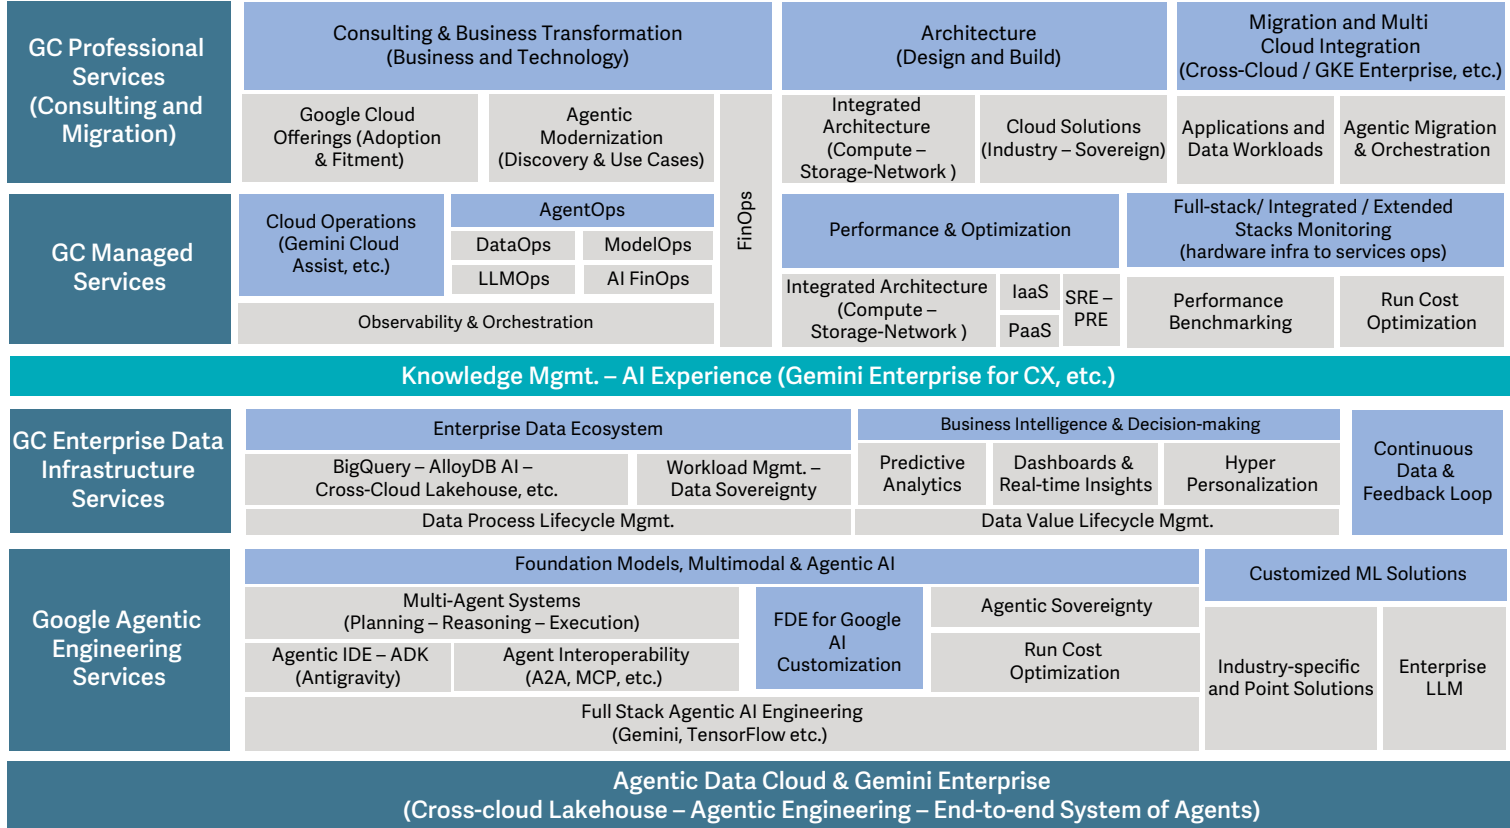 GC Professional
Services
(Consulting and
Migration)
Consulting & Business Transformation
(Business and Technology)
Architecture
(Design and Build)
Migration and Multi
Cloud Integration
(Cross-Cloud / GKE Enterprise, etc.)
Google Cloud
Offerings (Adoption
& Fitment)
Agentic
Modernization
(Discovery & Use Cases)
FinOps
Integrated
Architecture
(Compute –
Storage-Network )
Cloud Solutions
(Industry – Sovereign)
Applications and
Data Workloads
Agentic Migration
& Orchestration
GC Managed
Services
Cloud Operations
(Gemini Cloud
Assist, etc.)
AgentOps
DataOps
ModelOps
LLMOps
AI FinOps
Observability & Orchestration
Performance & Optimization
Integrated Architecture
(Compute –
Storage-Network )
IaaS
PaaS
SRE –
PRE
Full-stack/ Integrated / Extended
Stacks Monitoring
(hardware infra to services ops)
Performance
Benchmarking
Run Cost
Optimization
Knowledge Mgmt. – AI Experience (Gemini Enterprise for CX, etc.)
GC Enterprise Data
Infrastructure
Services
Enterprise Data Ecosystem
BigQuery – AlloyDB AI –
Cross-Cloud Lakehouse, etc.
Workload Mgmt. –
Data Sovereignty
Data Process Lifecycle Mgmt.
Business Intelligence & Decision-making
Predictive
Analytics
Dashboards &
Real-time Insights
Hyper
Personalization
Data Value Lifecycle Mgmt.
Continuous
Data &
Feedback Loop
Google Agentic
Engineering
Services
Foundation Models, Multimodal & Agentic AI
Multi-Agent Systems
(Planning – Reasoning – Execution)
Agentic IDE – ADK
(Antigravity)
Agent Interoperability
(A2A, MCP, etc.)
FDE for Google
AI
Customization
Agentic Sovereignty
Run Cost
Optimization
Full Stack Agentic AI Engineering
(Gemini, TensorFlow etc.)
Customized ML Solutions
Industry-specific
and Point Solutions
Enterprise
LLM
Agentic Data Cloud & Gemini Enterprise
(Cross-cloud Lakehouse – Agentic Engineering – End-to-end System of Agents)